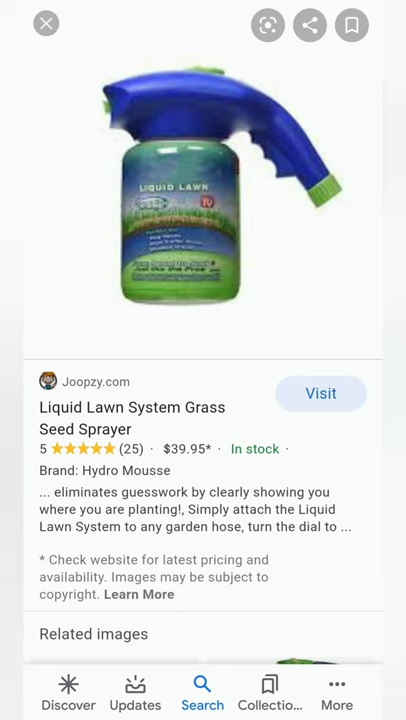 LIQUID LAWN
Joopzy.com
Visit
Liquid Lawn System Grass
Seed Sprayer
5 ★★★★★ (25) · $39.95* · In stock ·
Brand: Hydro Mousse
... eliminates guesswork by clearly showing you
where you are planting!, Simply attach the Liquid
Lawn System to any garden hose, turn the dial to ...
* Check website for latest pricing and
availability. Images may be subject to
copyright. Learn More
Related images
Discover
Updates
Search
Collectio...
More